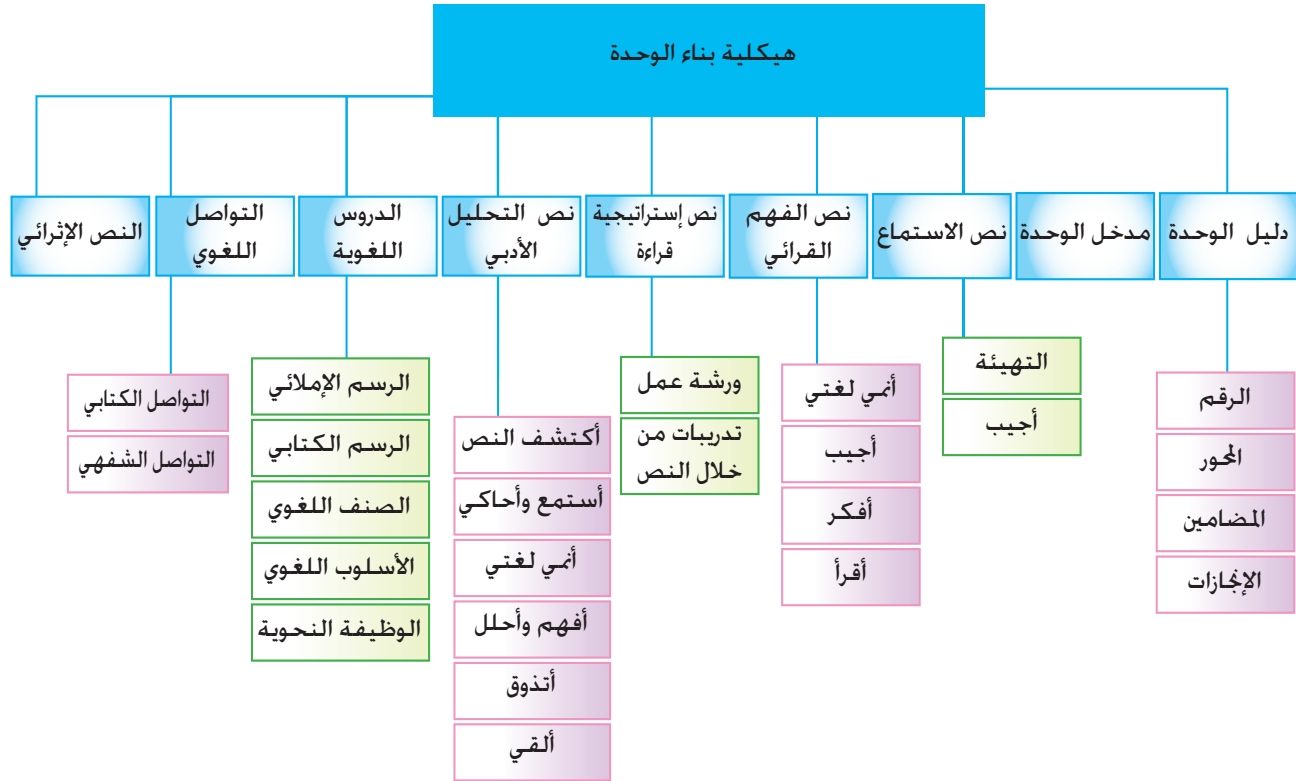 هيكلية بناء الوحدة
دليل الوحدة
مدخل الوحدة
نص الاستماع
نص الفهم
القرائي
نص إستراتيجية
قراءة
نص التحليل
الأدبي
الدروس
اللغوية
التواصل
اللغوي
النص الإثرائي
الرقم
المحور
المضامين
الإنجازات
التهيئة
أجيب
أنمي لغتي
أجيب
أفكر
أقرأ
ورشة عمل
تدريبات من
خلال النص
أكتشف النص
أستمع وأحاكي
أنمي لغتي
أفهم وأحلل
أتذوق
ألقي
الرسم الإملائي
الرسم الكتابي
الصنف اللغوي
الأسلوب اللغوي
الوظيفة النحوية
التواصل الكتابي
التواصل الشفهي